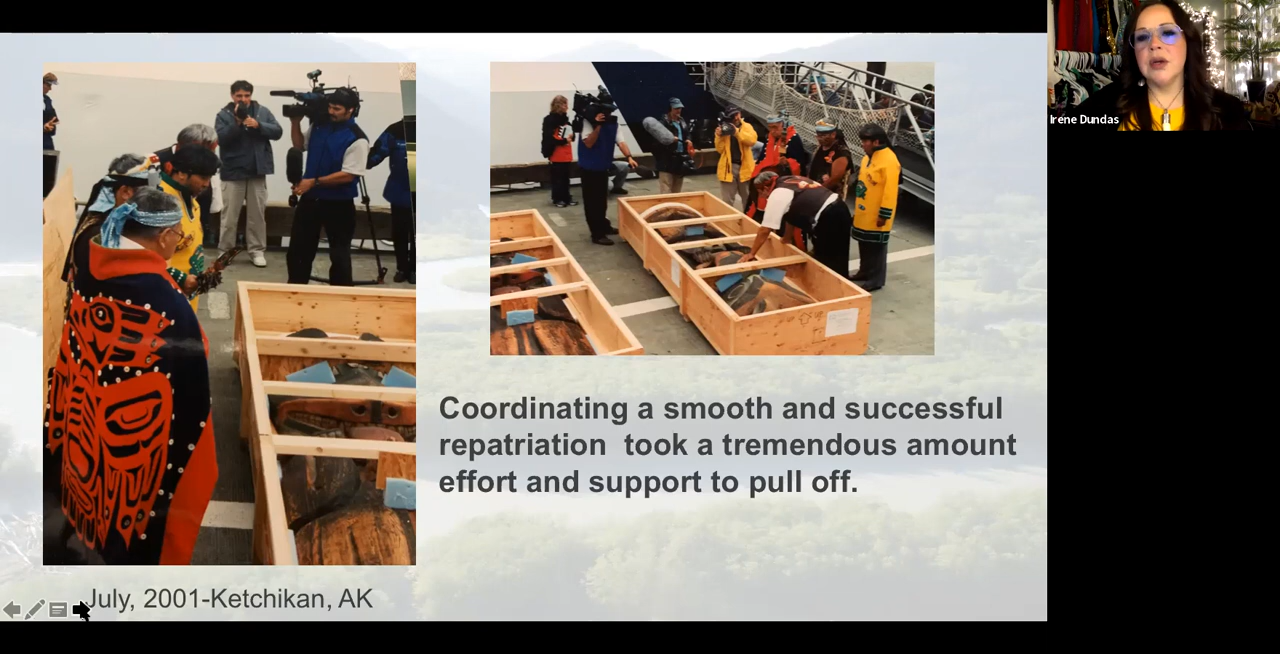 Irene Dundas
Coordinating a smooth and successful
repatriation  took a tremendous amount
effort and support to pull off.
July, 2001-Ketchikan, AK